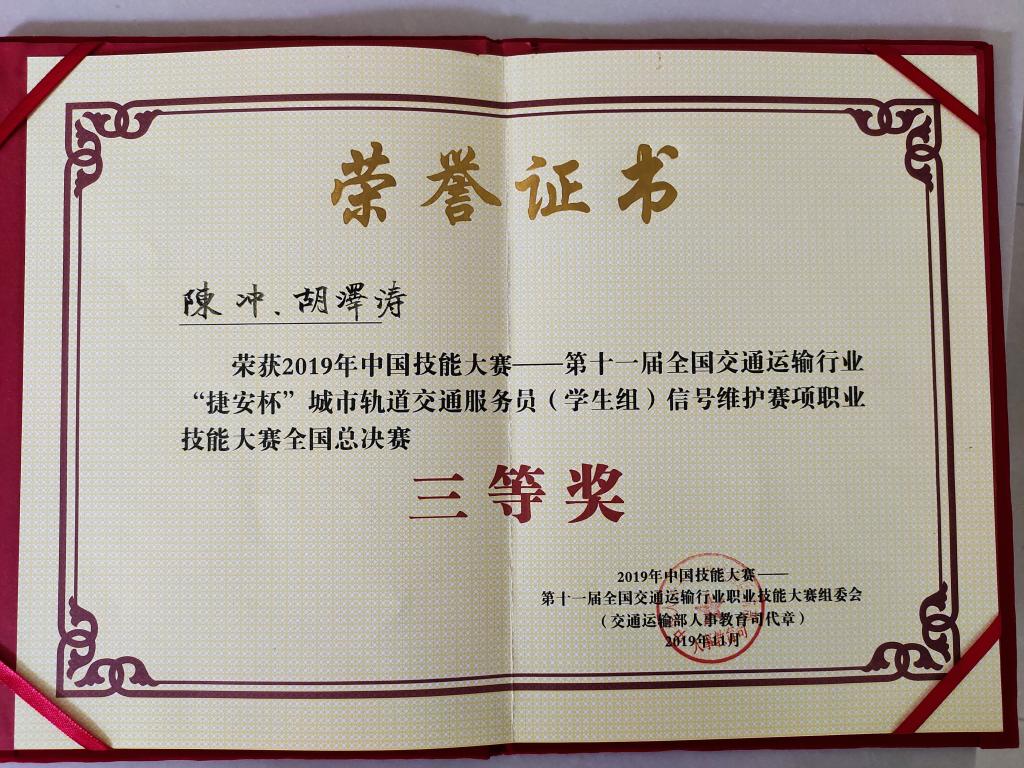 荣誉证书
陳冲、胡澤涛
荣获2019年中国技能大赛——第十一届全国交通运输行业
“捷安杯”城市轨道交通服务员（学生组）信号维护赛项职业
技能大赛全国总决赛
三等奖
2019年中国技能大赛——
第十一届全国交通运输行业职业技能大赛组委会
（交通运输部人事教育司代章）
2019年11月
人事教育司